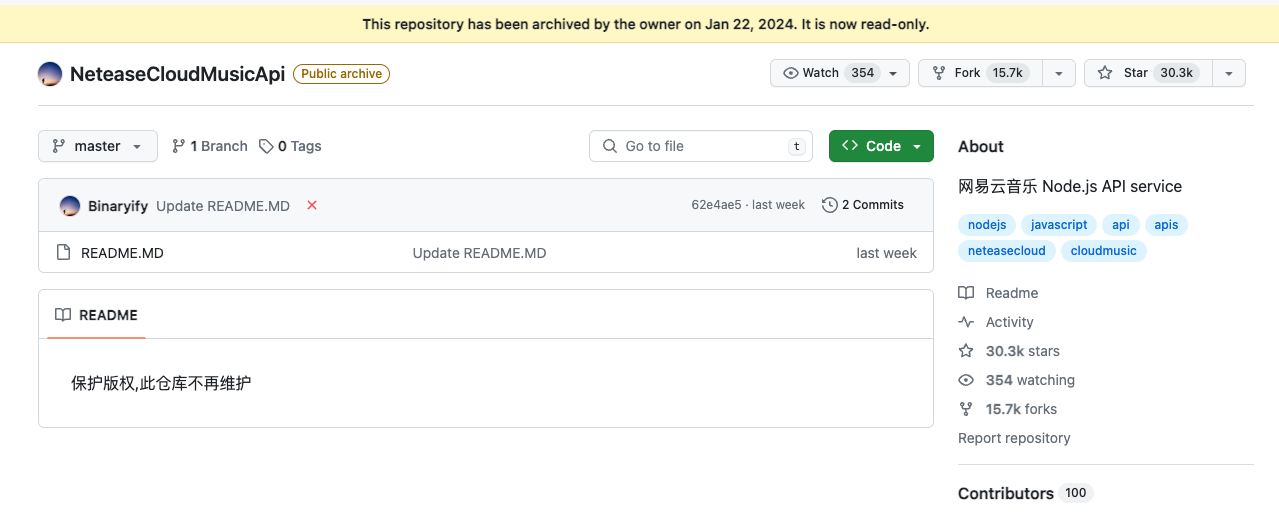 This repository has been archived by the owner on Jan 22, 2024. It is now read-only.
NeteaseCloudMusicApi Public archive Watch 354 Fork 15.7k Star 30.3k
master 1 Branch 0 Tags Go to file t Code
Binaryify Update README.MD 62e4ae5 · last week 2 Commits
README.MD Update README.MD last week
README
保护版权,此仓库不再维护
About
网易云音乐 Node.js API service
nodejs javascript api apis
neteasecloud cloudmusic
Readme
Activity
30.3k stars
354 watching
15.7k forks
Report repository
Contributors 100